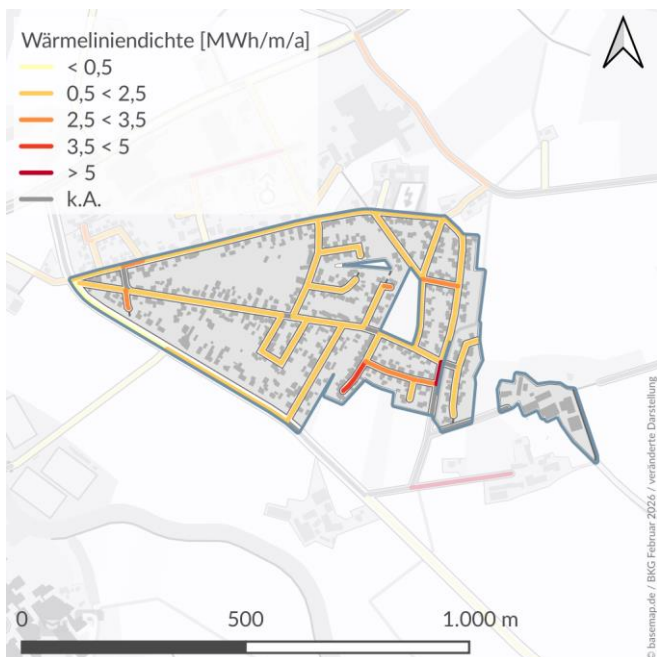 Wärmeliniendichte [MWh/m/a]
< 0,5
0,5 < 2,5
2,5 < 3,5
3,5 < 5
> 5
k.A.
© basemap.de / BKG Februar 2026 / veränderte Darstellung
0 500 1.000 m